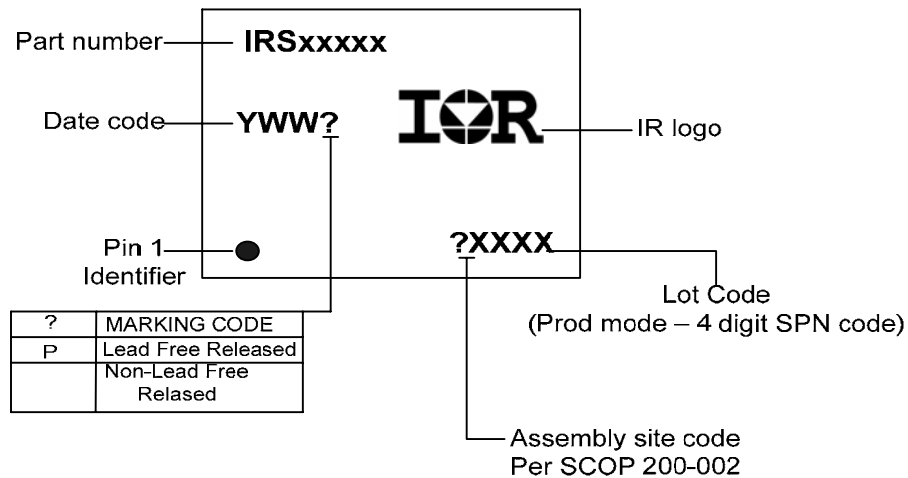 Part number
IRSxxxxx
Date code
YWW?
IOR
IR logo
Pin 1
Identifier
?XXXX
Lot Code
(Prod mode – 4 digit SPN code)
? MARKING CODE
P Lead Free Released
Non-Lead Free
Relased
Assembly site code
Per SCOP 200-002